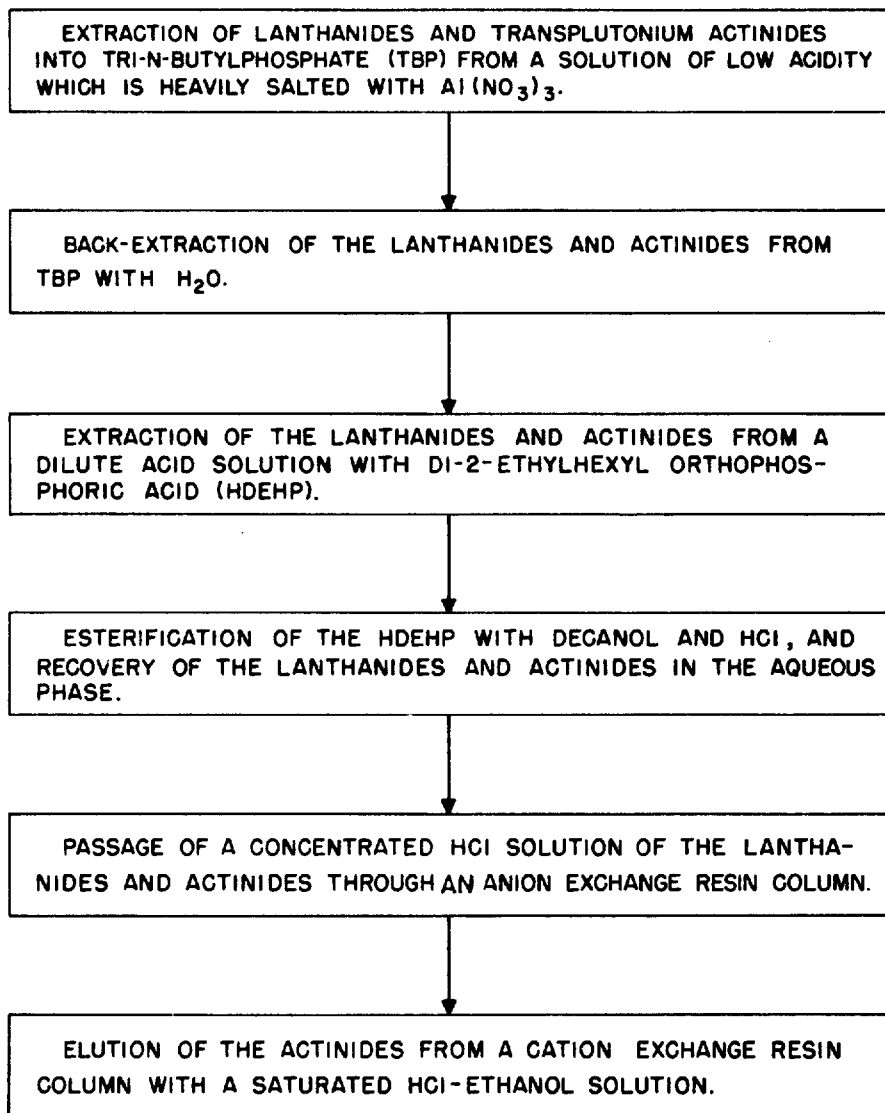 EXTRACTION OF LANTHANIDES AND TRANSPLUTONIUM ACTINIDES
INTO TRI-N-BUTYLPHOSPHATE (TBP) FROM A SOLUTION OF LOW ACIDITY
WHICH IS HEAVILY SALTED WITH Al(NO3)3.
BACK-EXTRACTION OF THE LANTHANIDES AND ACTINIDES FROM
TBP WITH H2O.
EXTRACTION OF THE LANTHANIDES AND ACTINIDES FROM A
DILUTE ACID SOLUTION WITH DI-2-ETHYLHEXYL ORTHOPHOS-
PHORIC ACID (HDEHP).
ESTERIFICATION OF THE HDEHP WITH DECANOL AND HCl, AND
RECOVERY OF THE LANTHANIDES AND ACTINIDES IN THE AQUEOUS
PHASE.
PASSAGE OF A CONCENTRATED HCl SOLUTION OF THE LANTHA-
NIDES AND ACTINIDES THROUGH AN ANION EXCHANGE RESIN COLUMN.
ELUTION OF THE ACTINIDES FROM A CATION EXCHANGE RESIN
COLUMN WITH A SATURATED HCl-ETHANOL SOLUTION.